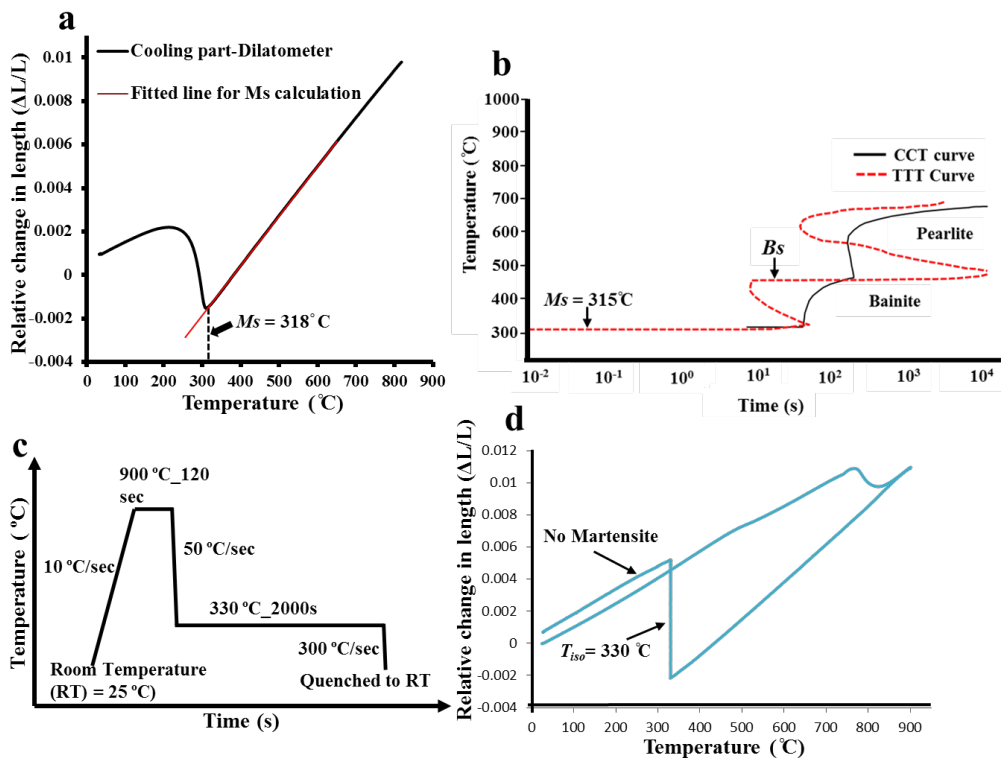 a
Relative change in length (ΔL/L)
0.01
0.008
0.006
0.004
0.002
0
-0.002
-0.004
Cooling part-Dilatometer
Fitted line for Ms calculation
Ms = 318°C
0 100 200 300 400 500 600 700 800 900
Temperature (℃)
b
Temperature (℃)
1000
900
800
700
600
500
400
300
CCT curve
TTT Curve
Pearlite
Bs
Bainite
Ms = 315℃
10-2 10-1 100 101 102 103 104
Time (s)
c
Temperature ( ºC)
900 ºC_120
sec
10 ºC/sec
50 ºC/sec
330 ºC_2000s
300 ºC/sec
Room Temperature
(RT) = 25 ºC
Quenched to RT
Time (s)
d
Relative change in length (ΔL/L)
0.012
0.01
0.008
0.006
0.004
0.002
0
-0.002
-0.004
No Martensite
Tiso= 330 ℃
0 100 200 300 400 500 600 700 800 900
Temperature (℃)